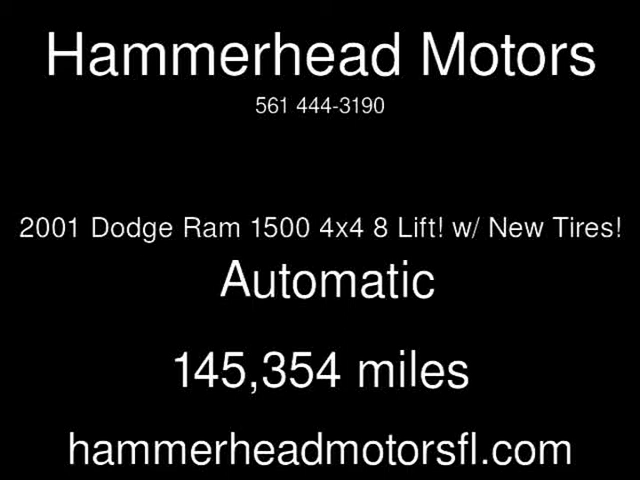 Hammerhead Motors
561 444-3190
2001 Dodge Ram 1500 4x4 8 Lift! w/ New Tires!
Automatic
145,354 miles
hammerheadmotorsfl.com